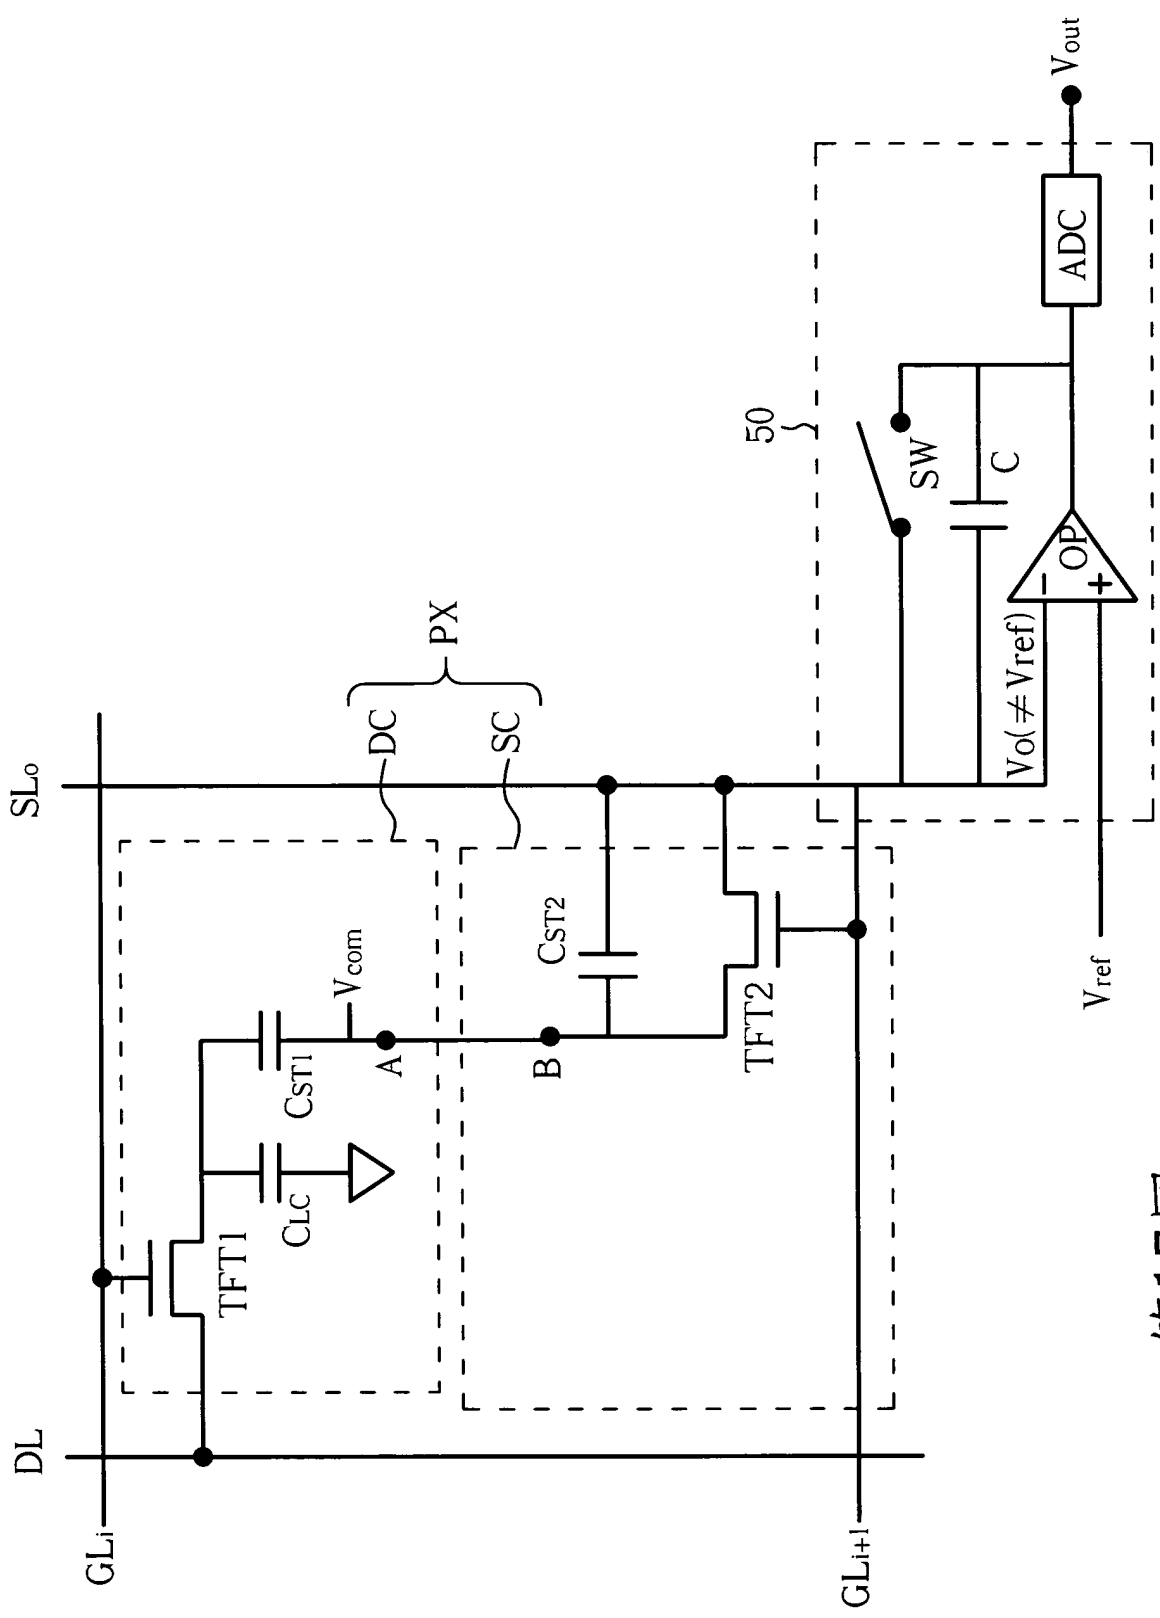 DL
SLo
GLi
TFT1
CLC
CST1
Vcom
A
DC
PX
SC
B
CST2
TFT2
GLi+1
50
SW
C
Vo(≠Vref)
OP
−
+
ADC
Vout
Vref